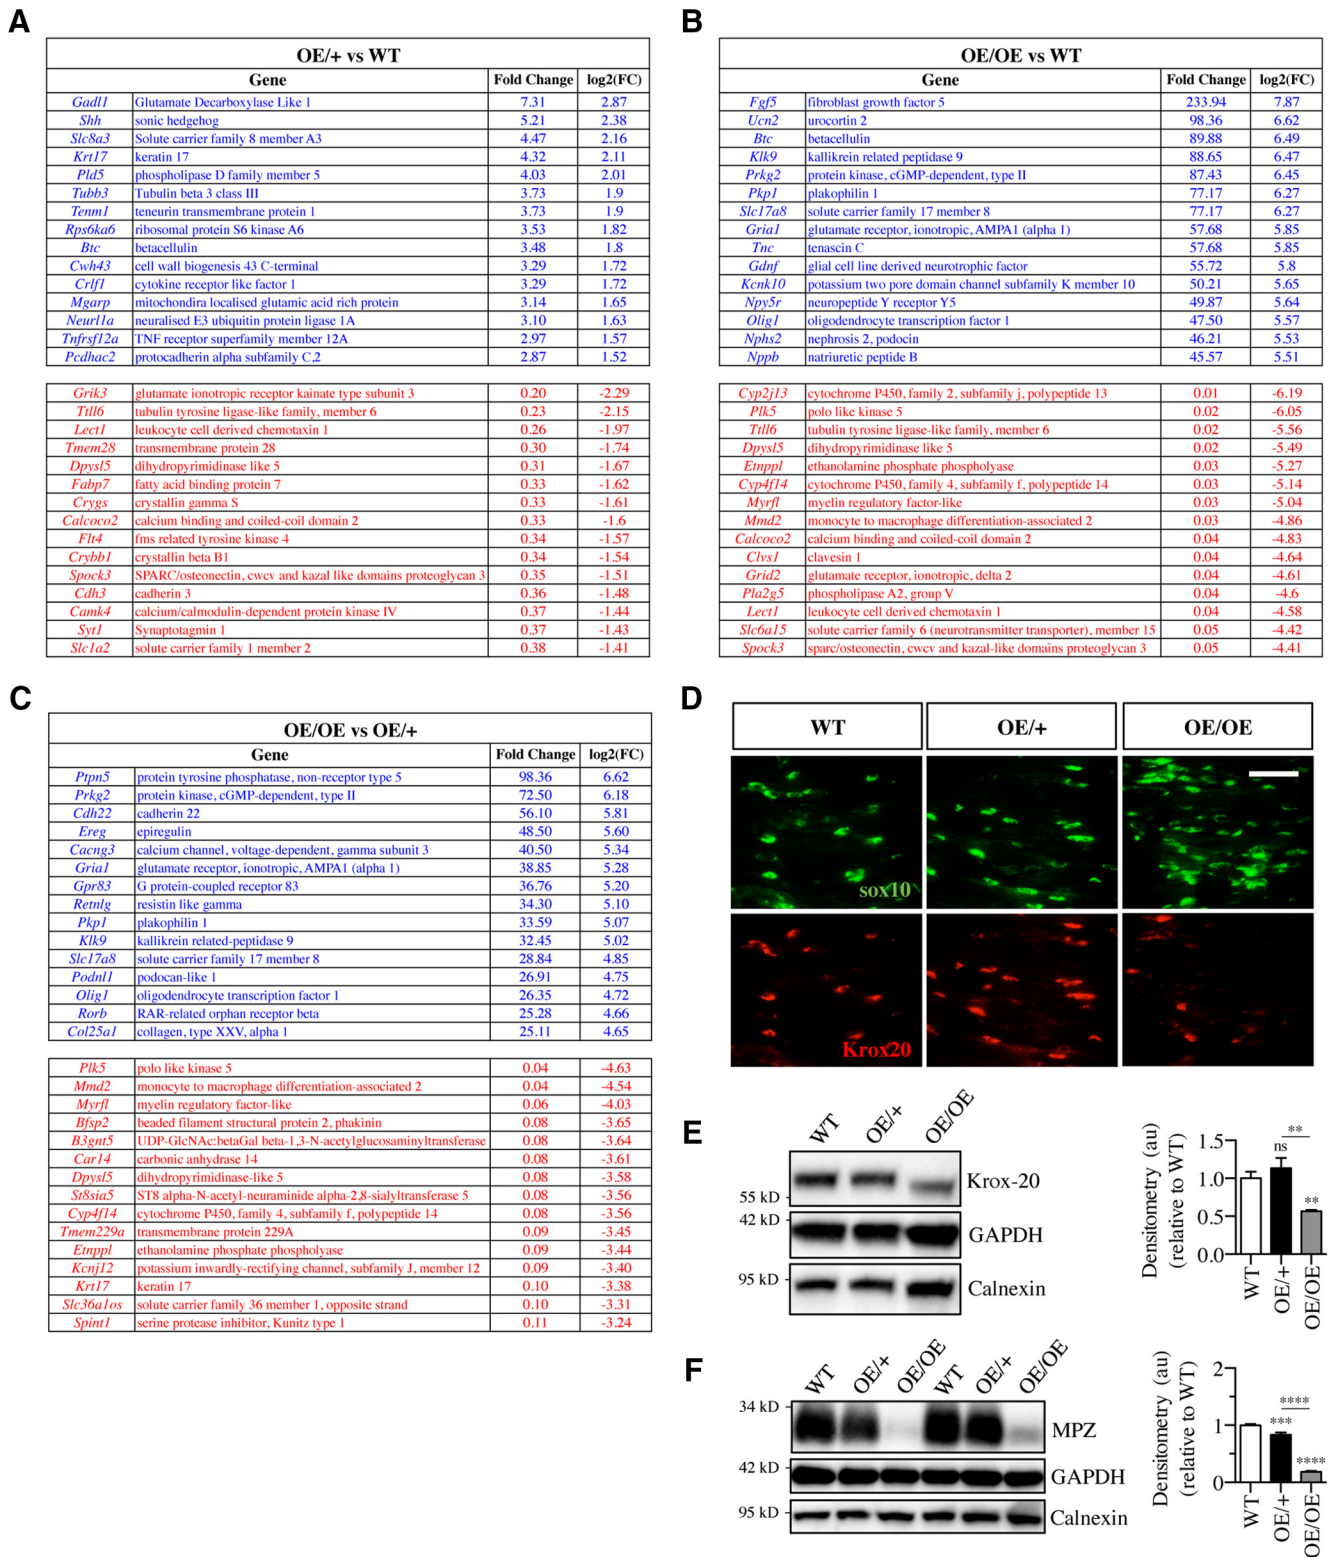 A
OE/+ vs WT
Gene Fold Change log2(FC)
Gadl1 Glutamate Decarboxylase Like 1 7.31 2.87
Shh sonic hedgehog 5.21 2.38
Slc8a3 Solute carrier family 8 member A3 4.47 2.16
Krt17 keratin 17 4.32 2.11
Pld5 phospholipase D family member 5 4.03 2.01
Tubb3 Tubulin beta 3 class III 3.73 1.9
Tenm1 teneurin transmembrane protein 1 3.73 1.9
Rps6ka6 ribosomal protein S6 kinase A6 3.53 1.82
Btc betacellulin 3.48 1.8
Cwh43 cell wall biogenesis 43 C-terminal 3.29 1.72
Crlf1 cytokine receptor like factor 1 3.29 1.72
Mgarp mitochondira localised glutamic acid rich protein 3.14 1.65
Neurl1a neuralised E3 ubiquitin protein ligase 1A 3.10 1.63
Tnfrsf12a TNF receptor superfamily member 12A 2.97 1.57
Pcdhac2 protocadherin alpha subfamily C,2 2.87 1.52
Grik3 glutamate ionotropic receptor kainate type subunit 3 0.20 -2.29
Ttll6 tubulin tyrosine ligase-like family, member 6 0.23 -2.15
Lect1 leukocyte cell derived chemotaxin 1 0.26 -1.97
Tmem28 transmembrane protein 28 0.30 -1.74
Dpysl5 dihydropyrimidinase like 5 0.31 -1.67
Fabp7 fatty acid binding protein 7 0.33 -1.62
Crygs crystallin gamma S 0.33 -1.61
Calcoco2 calcium binding and coiled-coil domain 2 0.33 -1.6
Flt4 fms related tyrosine kinase 4 0.34 -1.57
Crybb1 crystallin beta B1 0.34 -1.54
Spock3 SPARC/osteonectin, cwcv and kazal like domains proteoglycan 3 0.35 -1.51
Cdh3 cadherin 3 0.36 -1.48
Camk4 calcium/calmodulin-dependent protein kinase IV 0.37 -1.44
Syt1 Synaptotagmin 1 0.37 -1.43
Slc1a2 solute carrier family 1 member 2 0.38 -1.41
B
OE/OE vs WT
Gene Fold Change log2(FC)
Fgf5 fibroblast growth factor 5 233.94 7.87
Ucn2 urocortin 2 98.36 6.62
Btc betacellulin 89.88 6.49
Klk9 kallikrein related peptidase 9 88.65 6.47
Prkg2 protein kinase, cGMP-dependent, type II 87.43 6.45
Pkp1 plakophilin 1 77.17 6.27
Slc17a8 solute carrier family 17 member 8 77.17 6.27
Gria1 glutamate receptor, ionotropic, AMPA1 (alpha 1) 57.68 5.85
Tnc tenascin C 57.68 5.85
Gdnf glial cell line derived neurotrophic factor 55.72 5.8
Kcnk10 potassium two pore domain channel subfamily K member 10 50.21 5.65
Npy5r neuropeptide Y receptor Y5 49.87 5.64
Olig1 oligodendrocyte transcription factor 1 47.50 5.57
Nphs2 nephrosis 2, podocin 46.21 5.53
Nppb natriuretic peptide B 45.57 5.51
Cyp2j13 cytochrome P450, family 2, subfamily j, polypeptide 13 0.01 -6.19
Plk5 polo like kinase 5 0.02 -6.05
Ttll6 tubulin tyrosine ligase-like family, member 6 0.02 -5.56
Dpysl5 dihydropyrimidinase like 5 0.02 -5.49
Etnppl ethanolamine phosphate phospholyase 0.03 -5.27
Cyp4f14 cytochrome P450, family 4, subfamily f, polypeptide 14 0.03 -5.14
Myrfl myelin regulatory factor-like 0.03 -5.04
Mmd2 monocyte to macrophage differentiation-associated 2 0.03 -4.86
Calcoco2 calcium binding and coiled-coil domain 2 0.04 -4.83
Clvs1 clavesin 1 0.04 -4.64
Grid2 glutamate receptor, ionotropic, delta 2 0.04 -4.61
Pla2g5 phospholipase A2, group V 0.04 -4.6
Lect1 leukocyte cell derived chemotaxin 1 0.04 -4.58
Slc6a15 solute carrier family 6 (neurotransmitter transporter), member 15 0.05 -4.42
Spock3 sparc/osteonectin, cwcv and kazal-like domains proteoglycan 3 0.05 -4.41
C
OE/OE vs OE/+
Gene Fold Change log2(FC)
Ptpn5 protein tyrosine phosphatase, non-receptor type 5 98.36 6.62
Prkg2 protein kinase, cGMP-dependent, type II 72.50 6.18
Cdh22 cadherin 22 56.10 5.81
Ereg epiregulin 48.50 5.60
Cacng3 calcium channel, voltage-dependent, gamma subunit 3 40.50 5.34
Gria1 glutamate receptor, ionotropic, AMPA1 (alpha 1) 38.85 5.28
Gpr83 G protein-coupled receptor 83 36.76 5.20
Retnlg resistin like gamma 34.30 5.10
Pkp1 plakophilin 1 33.59 5.07
Klk9 kallikrein related-peptidase 9 32.45 5.02
Slc17a8 solute carrier family 17 member 8 28.84 4.85
Podnl1 podocan-like 1 26.91 4.75
Olig1 oligodendrocyte transcription factor 1 26.35 4.72
Rorb RAR-related orphan receptor beta 25.28 4.66
Col25a1 collagen, type XXV, alpha 1 25.11 4.65
Plk5 polo like kinase 5 0.04 -4.63
Mmd2 monocyte to macrophage differentiation-associated 2 0.04 -4.54
Myrfl myelin regulatory factor-like 0.06 -4.03
Bfsp2 beaded filament structural protein 2, phakinin 0.08 -3.65
B3gnt5 UDP-GlcNAc:betaGal beta-1,3-N-acetylglucosaminyltransferase 0.08 -3.64
Car14 carbonic anhydrase 14 0.08 -3.61
Dpysl5 dihydropyrimidinase-like 5 0.08 -3.58
St8sia5 ST8 alpha-N-acetyl-neuraminide alpha-2,8-sialyltransferase 5 0.08 -3.56
Cyp4f14 cytochrome P450, family 4, subfamily f, polypeptide 14 0.08 -3.56
Tmem229a transmembrane protein 229A 0.09 -3.45
Etnppl ethanolamine phosphate phospholyase 0.09 -3.44
Kcnj12 potassium inwardly-rectifying channel, subfamily J, member 12 0.09 -3.40
Krt17 keratin 17 0.10 -3.38
Slc36a1os solute carrier family 36 member 1, opposite strand 0.10 -3.31
Spint1 serine protease inhibitor, Kunitz type 1 0.11 -3.24
D
WT OE/+ OE/OE
sox10
Krox20
E
WT OE/+ OE/OE
Krox-20
55 kD
42 kD
GAPDH
95 kD
Calnexin
Densitometry (au)
(relative to WT)
1.5
1.0
0.5
0.0
**
ns
**
WT OE/+ OE/OE
F
WT OE/+ OE/OE WT OE/+ OE/OE
34 kD
MPZ
42 kD
GAPDH
95 kD
Calnexin
Densitometry (au)
(relative to WT)
2
1
0
****
***
****
WT OE/+ OE/OE